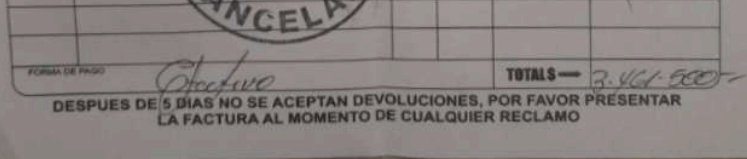 ANCELA
FORMA DE PAGO Efectivo TOTAL $ 3.461.500-
DESPUES DE 5 DIAS NO SE ACEPTAN DEVOLUCIONES, POR FAVOR PRESENTAR
LA FACTURA AL MOMENTO DE CUALQUIER RECLAMO